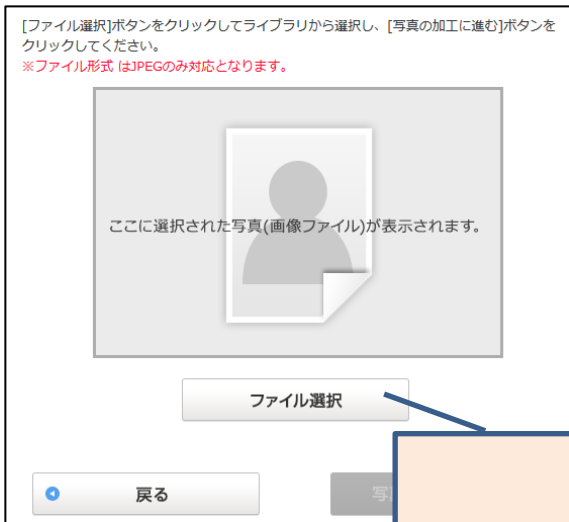 [ファイル選択]ボタンをクリックしてライブラリから選択し、[写真の加工に進む]ボタンを
クリックしてください。
※ファイル形式 はJPEGのみ対応となります。
ここに選択された写真(画像ファイル)が表示されます。
ファイル選択
戻る
写